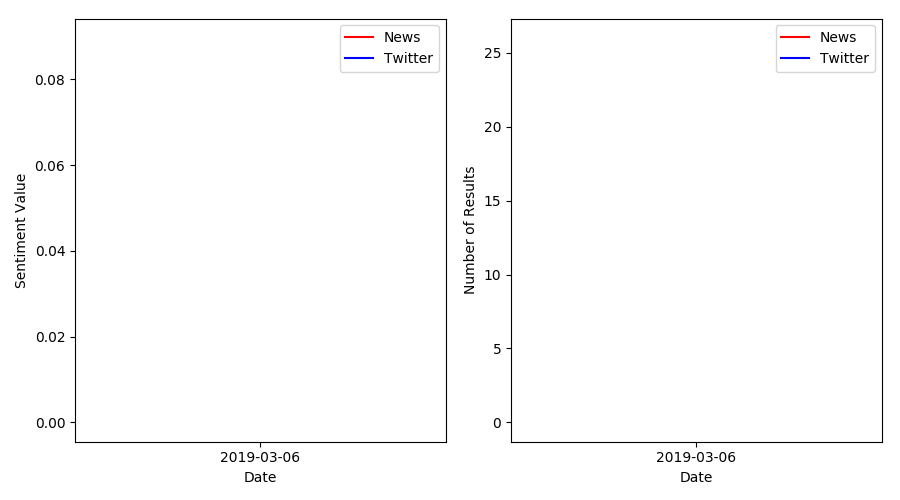 News
Twitter
0.08
0.06
0.04
0.02
0.00
Sentiment Value
2019-03-06
Date
News
Twitter
25
20
15
10
5
0
Number of Results
2019-03-06
Date